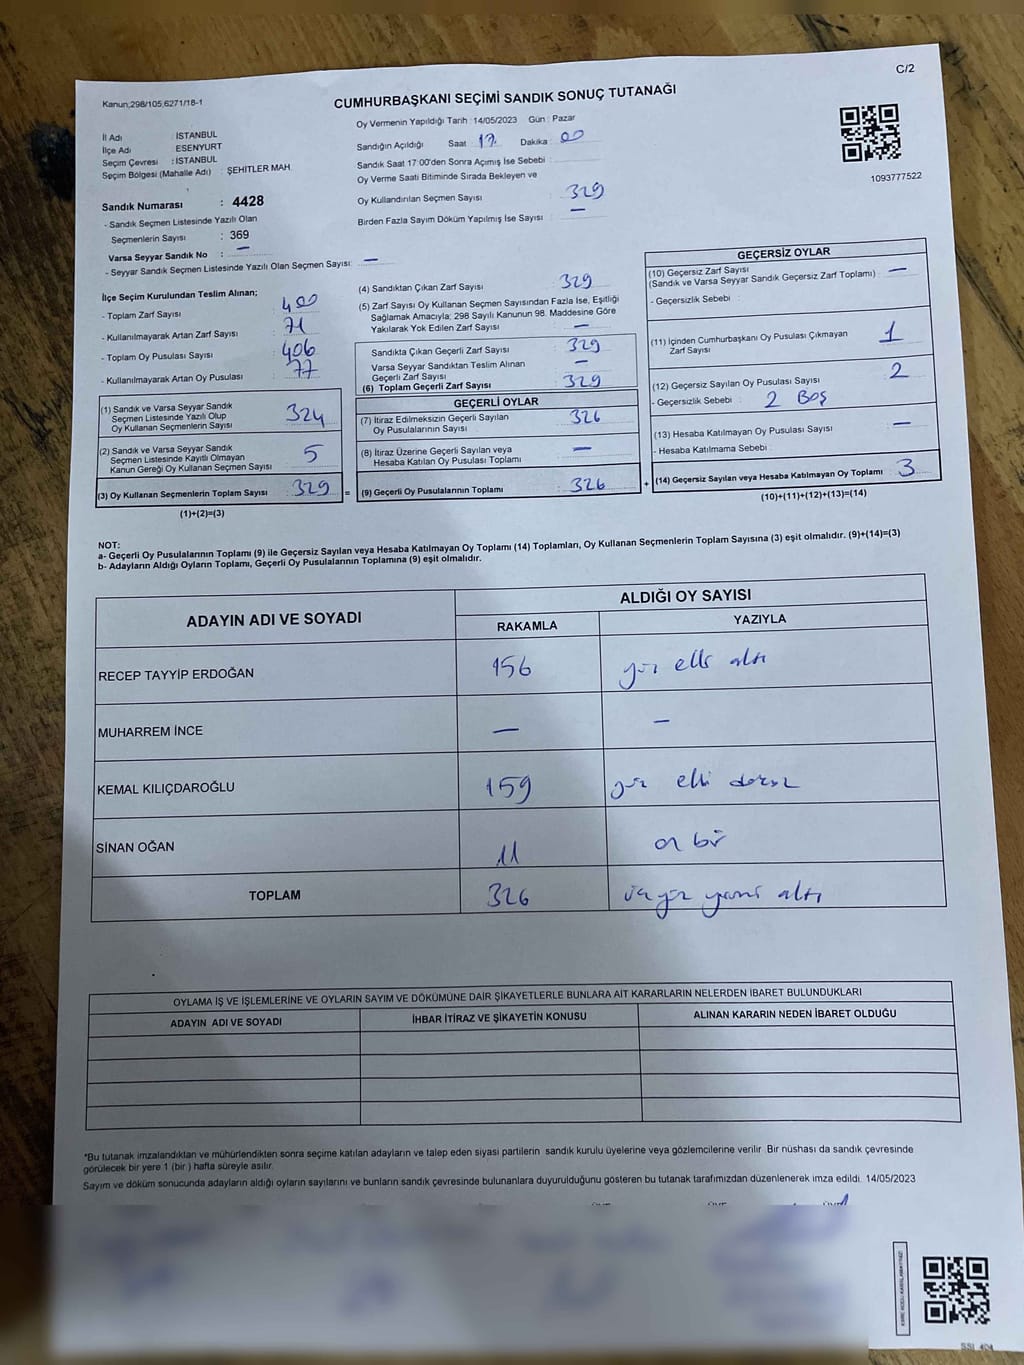 C/2
Kanun;298/105,6271/18-1
CUMHURBAŞKANI SEÇİMİ SANDIK SONUÇ TUTANAĞI
İl Adı : İSTANBUL
İlçe Adı : ESENYURT
Seçim Çevresi : İSTANBUL
Seçim Bölgesi (Mahalle Adı) : ŞEHİTLER MAH
Sandık Numarası : 4428
- Sandık Seçmen Listesinde Yazılı Olan
Seçmenlerin Sayısı : 369
Varsa Seyyar Sandık No : —
- Seyyar Sandık Seçmen Listesinde Yazılı Olan Seçmen Sayısı: —
Oy Vermenin Yapıldığı Tarih : 14/05/2023 Gün : Pazar
Sandığın Açıldığı Saat 17 Dakika : 00
Sandık Saat 17:00'den Sonra Açımış İse Sebebi :
Oy Verme Saati Bitiminde Sırada Bekleyen ve
Oy Kullandırılan Seçmen Sayısı : 329
Birden Fazla Sayım Döküm Yapılmış İse Sayısı : —
1093777522
İlçe Seçim Kurulundan Teslim Alınan;
- Toplam Zarf Sayısı : 400
- Kullanılmayarak Artan Zarf Sayısı : 71
- Toplam Oy Pusulası Sayısı : 406
- Kullanılmayarak Artan Oy Pusulası : 77
(1) Sandık ve Varsa Seyyar Sandık
Seçmen Listesinde Yazılı Olup
Oy Kullanan Seçmenlerin Sayısı : 324
(2) Sandık ve Varsa Seyyar Sandık
Seçmen Listesinde Kayıtlı Olmayan
Kanun Gereği Oy Kullanan Seçmen Sayısı : 5
(3) Oy Kullanan Seçmenlerin Toplam Sayısı : 329 =
(1)+(2)=(3)
(4) Sandıktan Çıkan Zarf Sayısı : 329
(5) Zarf Sayısı Oy Kullanan Seçmen Sayısından Fazla İse, Eşitliği
Sağlamak Amacıyla; 298 Sayılı Kanunun 98. Maddesine Göre
Yakılarak Yok Edilen Zarf Sayısı : —
Sandıkta Çıkan Geçerli Zarf Sayısı : 329
Varsa Seyyar Sandıktan Teslim Alınan
Geçerli Zarf Sayısı : —
(6) Toplam Geçerli Zarf Sayısı : 329
GEÇERLİ OYLAR
(7) İtiraz Edilmeksizin Geçerli Sayılan
Oy Pusulalarının Sayısı : 326
(8) İtiraz Üzerine Geçerli Sayılan veya
Hesaba Katılan Oy Pusulası Toplamı : —
(9) Geçerli Oy Pusulalarının Toplamı : 326 +
GEÇERSİZ OYLAR
(10) Geçersiz Zarf Sayısı
(Sandık ve Varsa Seyyar Sandık Geçersiz Zarf Toplamı) : —
- Geçersizlik Sebebi :
(11) İçinden Cumhurbaşkanı Oy Pusulası Çıkmayan
Zarf Sayısı : 1
(12) Geçersiz Sayılan Oy Pusulası Sayısı : 2
- Geçersizlik Sebebi : 2 BOŞ
(13) Hesaba Katılmayan Oy Pusulası Sayısı : —
- Hesaba Katılmama Sebebi :
(14) Geçersiz Sayılan veya Hesaba Katılmayan Oy Toplamı : 3
(10)+(11)+(12)+(13)=(14)
NOT:
a- Geçerli Oy Pusulalarının Toplamı (9) ile Geçersiz Sayılan veya Hesaba Katılmayan Oy Toplamı (14) Toplamları, Oy Kullanan Seçmenlerin Toplam Sayısına (3) eşit olmalıdır. (9)+(14)=(3)
b- Adayların Aldığı Oyların Toplamı, Geçerli Oy Pusulalarının Toplamına (9) eşit olmalıdır.
ADAYIN ADI VE SOYADI
ALDIĞI OY SAYISI
RAKAMLA YAZIYLA
RECEP TAYYİP ERDOĞAN 156 yüz elli altı
MUHARREM İNCE — —
KEMAL KILIÇDAROĞLU 159 yüz elli dokuz
SİNAN OĞAN 11 on bir
TOPLAM 326 üçyüz yirmi altı
OYLAMA İŞ VE İŞLEMLERİNE VE OYLARIN SAYIM VE DÖKÜMÜNE DAİR ŞİKAYETLERLE BUNLARA AİT KARARLARIN NELERDEN İBARET BULUNDUKLARI
ADAYIN ADI VE SOYADI İHBAR İTİRAZ VE ŞİKAYETİN KONUSU ALINAN KARARIN NEDEN İBARET OLDUĞU
*Bu tutanak imzalandıktan ve mühürlendikten sonra seçime katılan adayların ve talep eden siyasi partilerin sandık kurulu üyelerine veya gözlemcilerine verilir. Bir nüshası da sandık çevresinde
görülecek bir yere 1 (bir ) hafta süreyle asılır.
Sayım ve döküm sonucunda adayların aldığı oyların sayılarını ve bunların sandık çevresinde bulunanlara duyurulduğunu gösteren bu tutanak tarafımızdan düzenlenerek imza edildi. 14/05/2023